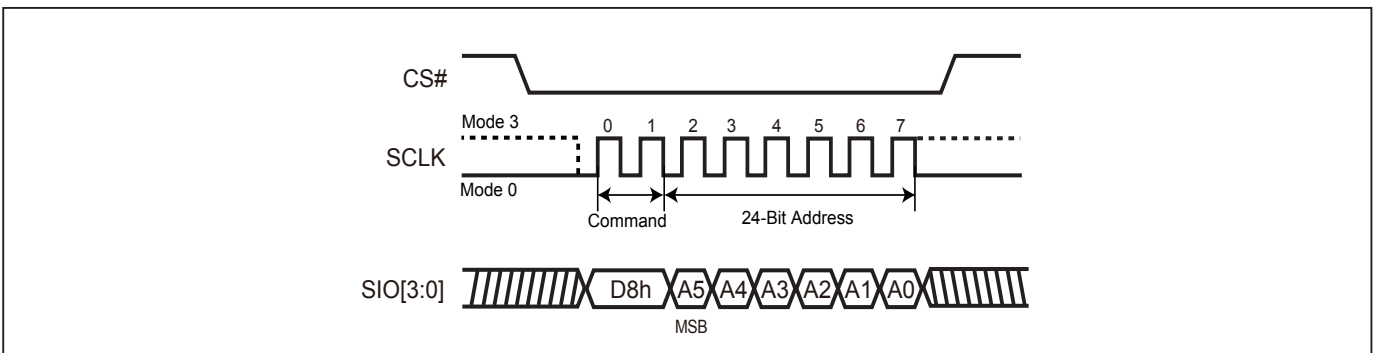 CS#
Mode 3
0 1 2 3 4 5 6 7
SCLK
Mode 0
Command
24-Bit Address
SIO[3:0]
D8h A5 A4 A3 A2 A1 A0
MSB